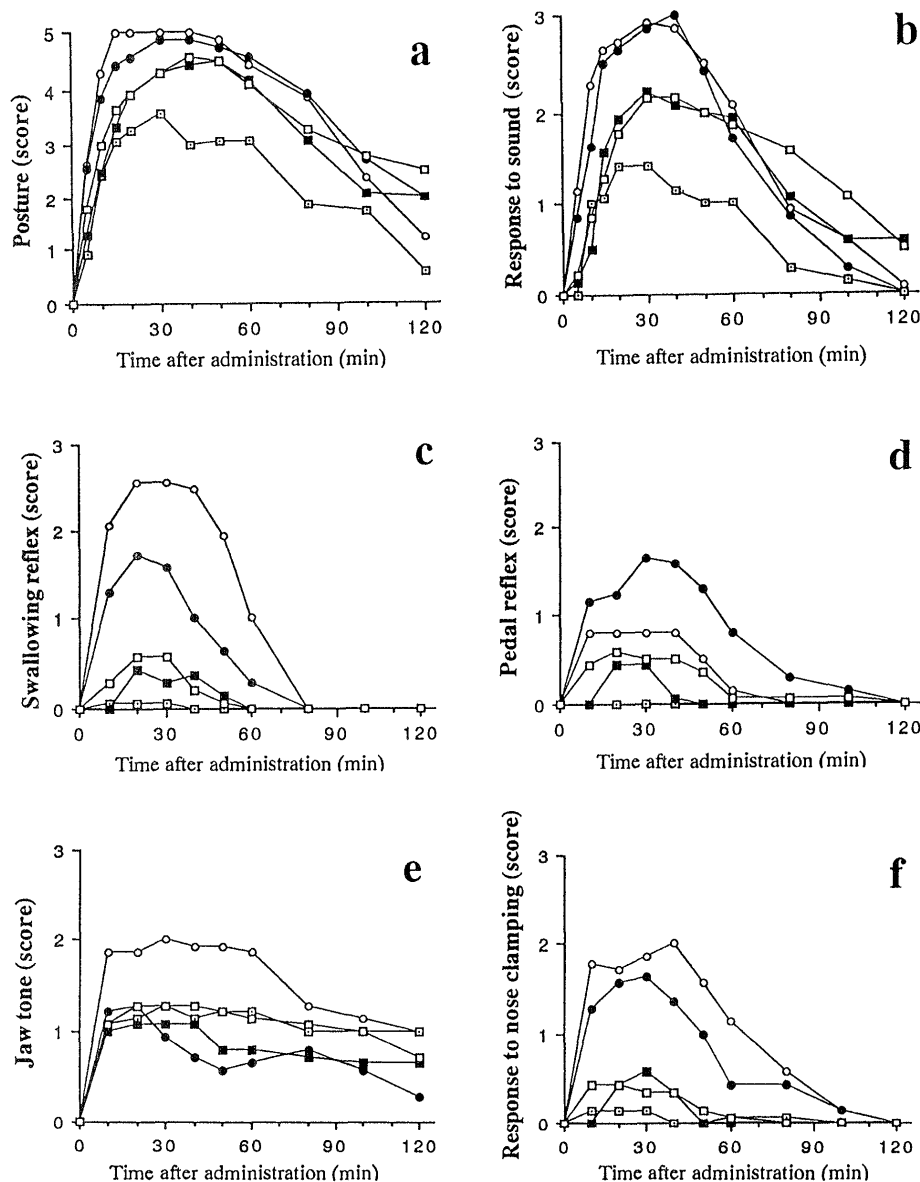 a
Posture (score)
5
4
3
2
1
0
0 30 60 90 120
Time after administration (min)
b
Response to sound (score)
3
2
1
0
0 30 60 90 120
Time after administration (min)
c
Swallowing reflex (score)
3
2
1
0
0 30 60 90 120
Time after administration (min)
d
Pedal reflex (score)
3
2
1
0
0 30 60 90 120
Time after administration (min)
e
Jaw tone (score)
3
2
1
0
0 30 60 90 120
Time after administration (min)
f
Response to nose clamping (score)
3
2
1
0
0 30 60 90 120
Time after administration (min)